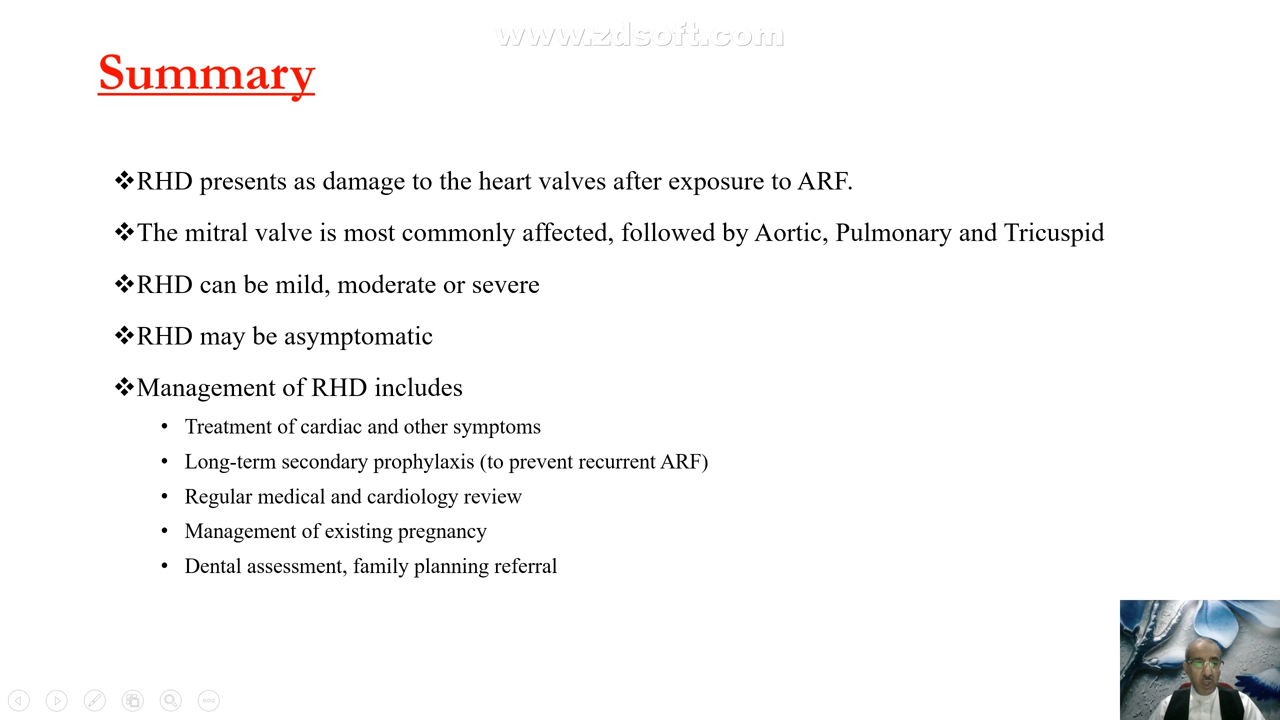 www.zdsoft.com
Summary
❖RHD presents as damage to the heart valves after exposure to ARF.
❖The mitral valve is most commonly affected, followed by Aortic, Pulmonary and Tricuspid
❖RHD can be mild, moderate or severe
❖RHD may be asymptomatic
❖Management of RHD includes
• Treatment of cardiac and other symptoms
• Long-term secondary prophylaxis (to prevent recurrent ARF)
• Regular medical and cardiology review
• Management of existing pregnancy
• Dental assessment, family planning referral